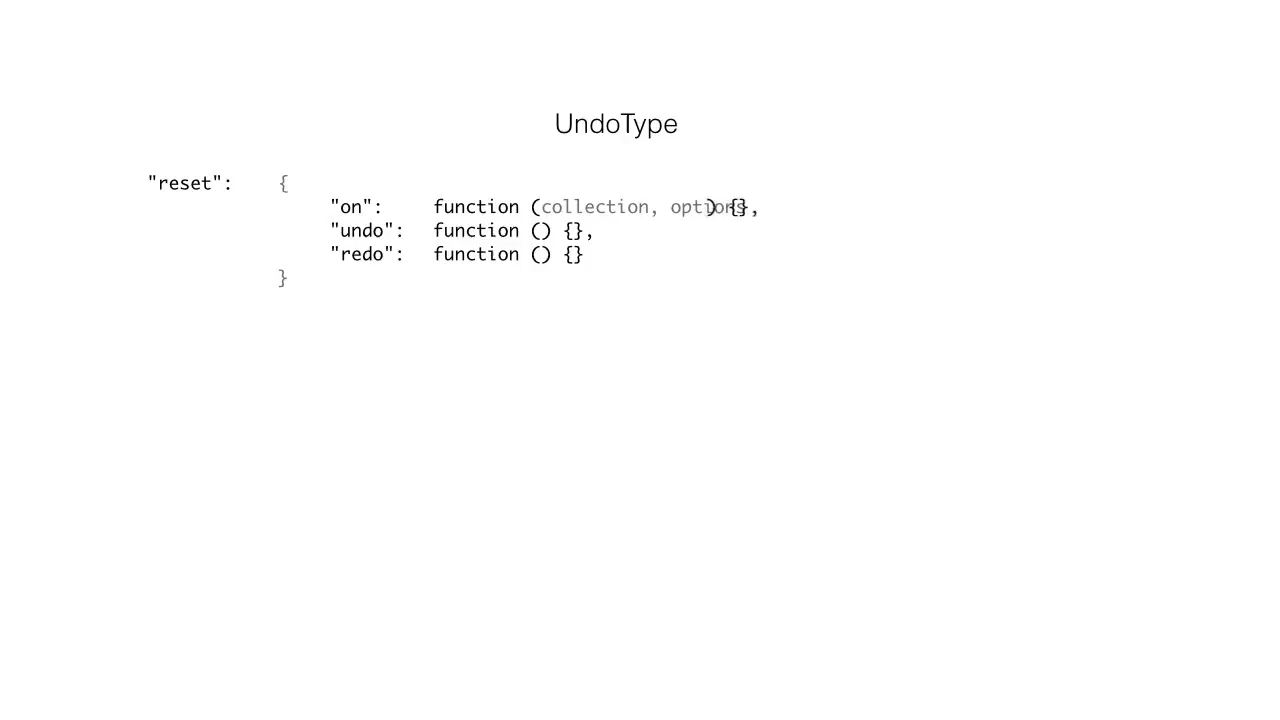 UndoType
"reset": {
"on": function (collection, options) {},
"undo": function () {},
"redo": function () {}
}